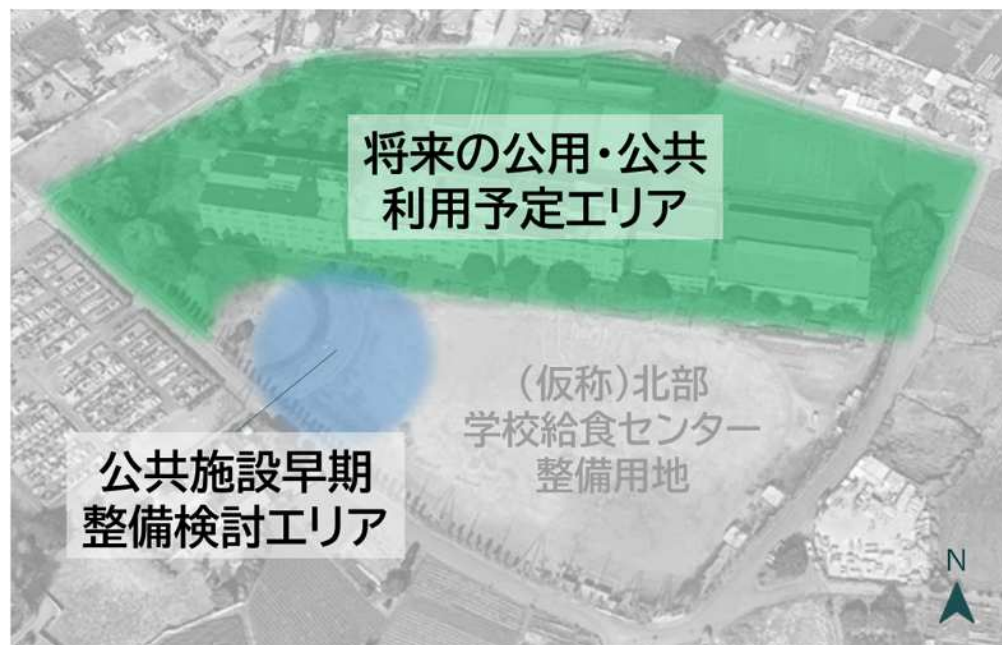 将来の公用・公共
利用予定エリア
（仮称）北部
学校給食センター
整備用地
公共施設早期
整備検討エリア
N